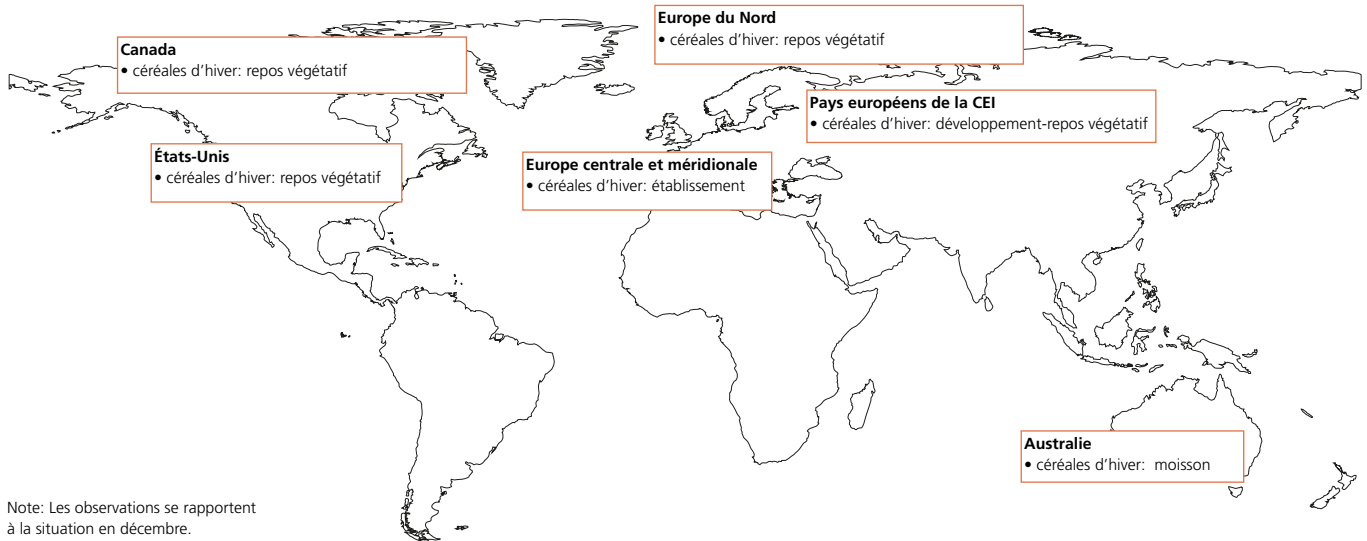 Europe du Nord
• céréales d’hiver: repos végétatif
Canada
• céréales d’hiver: repos végétatif
Pays européens de la CEI
• céréales d’hiver: développement-repos végétatif
États-Unis
• céréales d’hiver: repos végétatif
Europe centrale et méridionale
• céréales d’hiver: établissement
Australie
• céréales d’hiver: moisson
Note: Les observations se rapportent
à la situation en décembre.